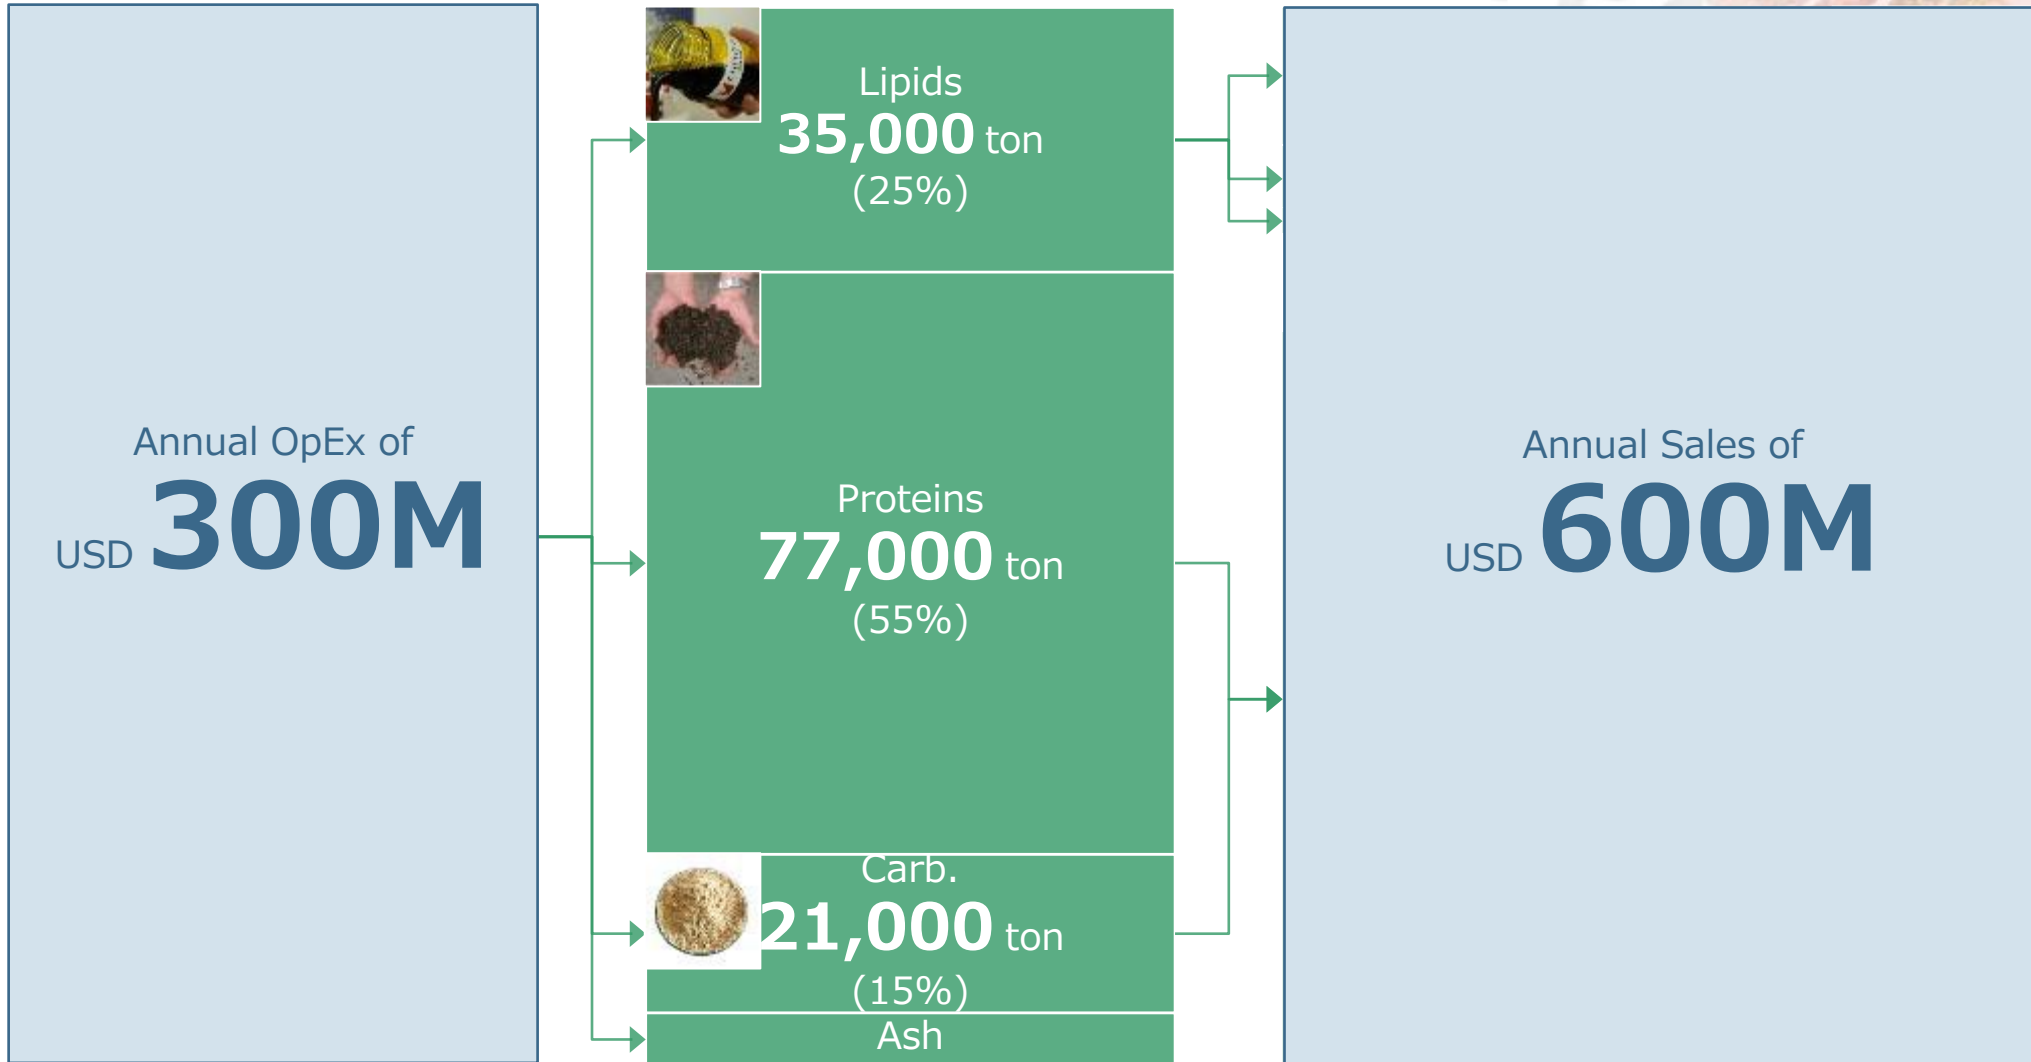 Annual OpEx of
USD 300M
Lipids
35,000 ton
(25%)
Proteins
77,000 ton
(55%)
Carb.
21,000 ton
(15%)
Ash
Annual Sales of
USD 600M